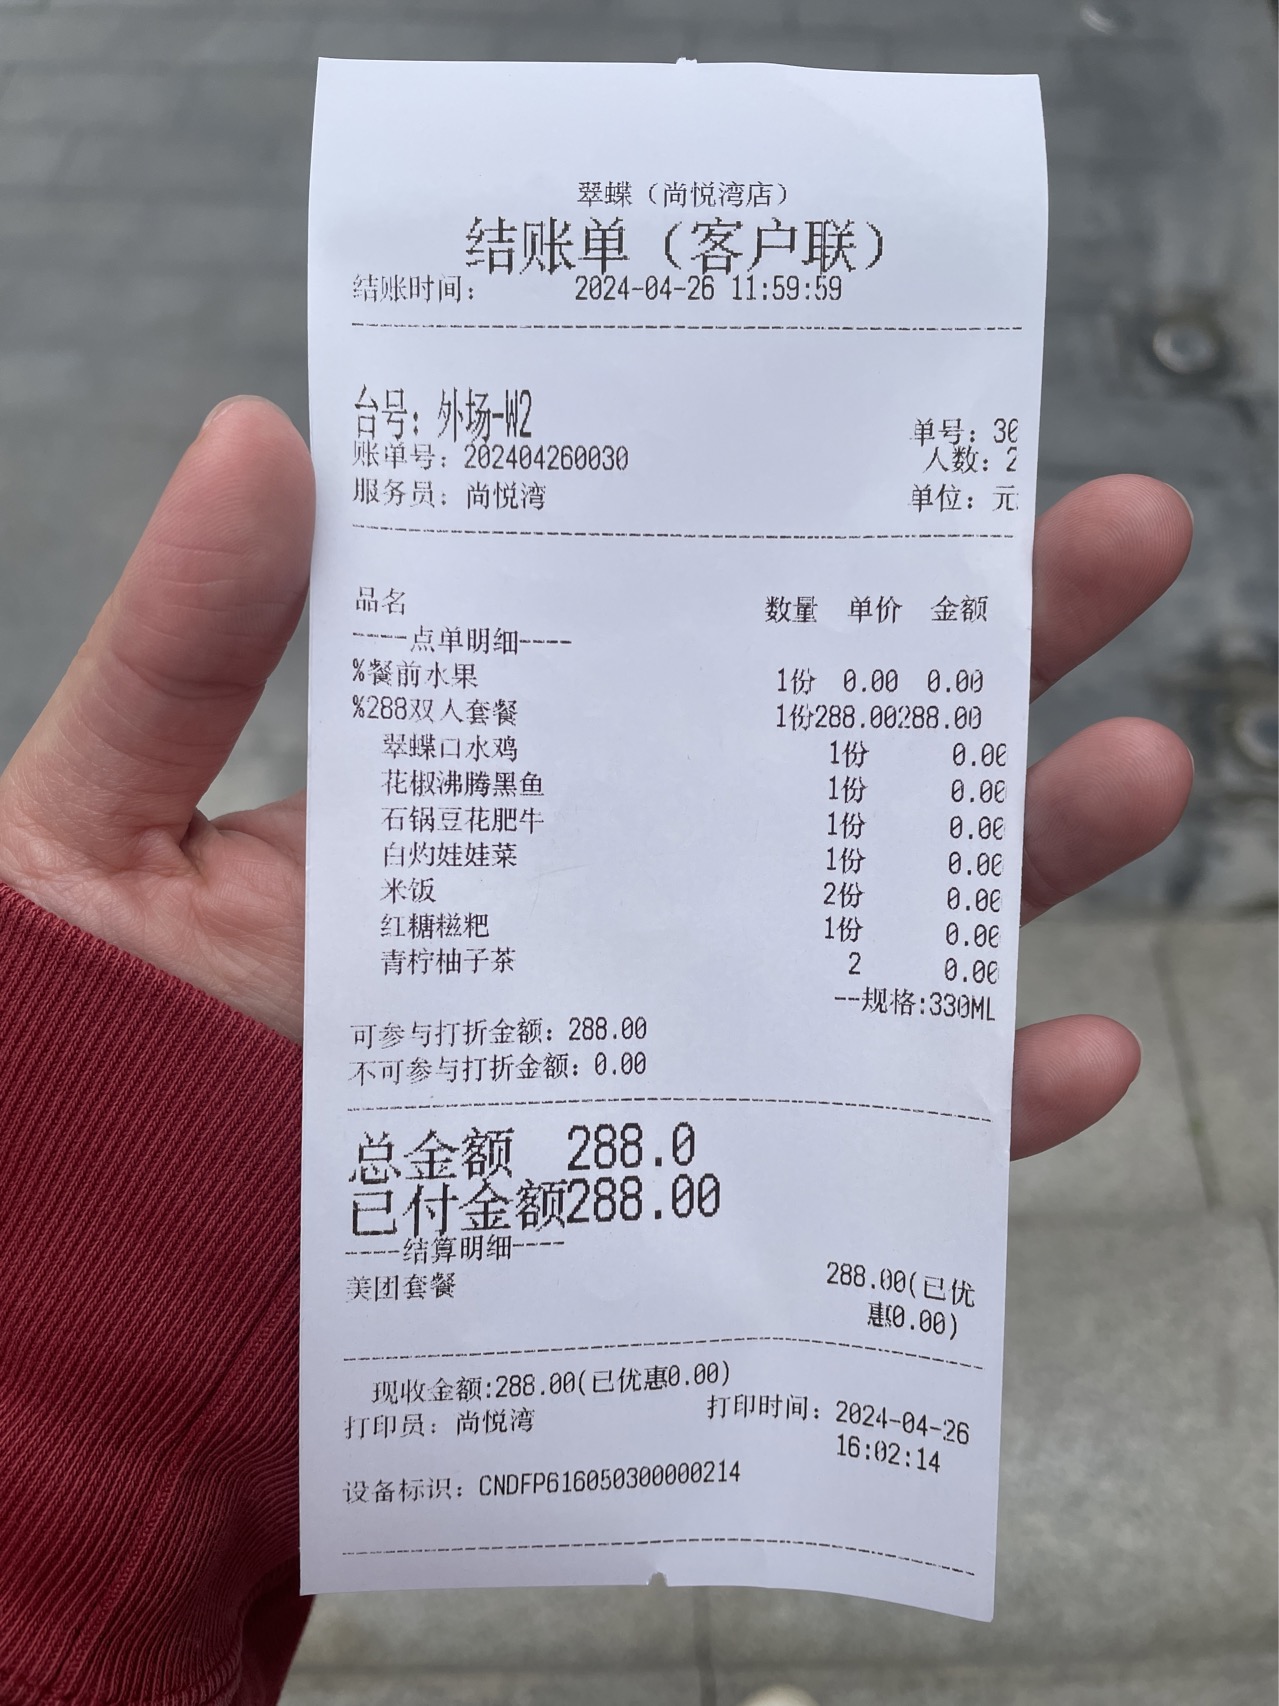 翠蝶（尚悦湾店）
结账单（客户联）
结账时间： 2024-04-26 11:59:59
台号：外场-W2
单号：30
账单号：202404260030
人数：2
服务员：尚悦湾
单位：元
品名 数量 单价 金额
----点单明细----
%餐前水果 1份 0.00 0.00
%288双人套餐 1份288.00288.00
翠蝶口水鸡 1份 0.00
花椒沸腾黑鱼 1份 0.00
石锅豆花肥牛 1份 0.00
白灼娃娃菜 1份 0.00
米饭 2份 0.00
红糖糍粑 1份 0.00
青柠柚子茶 2 0.00
--规格:330ML
可参与打折金额：288.00
不可参与打折金额：0.00
总金额 288.0
已付金额288.00
----结算明细----
美团套餐 288.00(已优
惠0.00)
现收金额:288.00(已优惠0.00)
打印员：尚悦湾 打印时间：2024-04-26
16:02:14
设备标识：CNDFP616050300000214